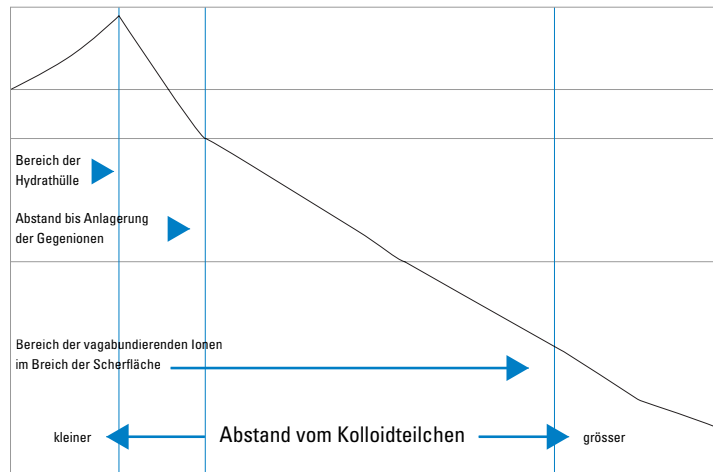 Bereich der
Hydrathülle
Abstand bis Anlagerung
der Gegenionen
Bereich der vagabundierenden Ionen
im Breich der Scherfläche
kleiner Abstand vom Kolloidteilchen grösser